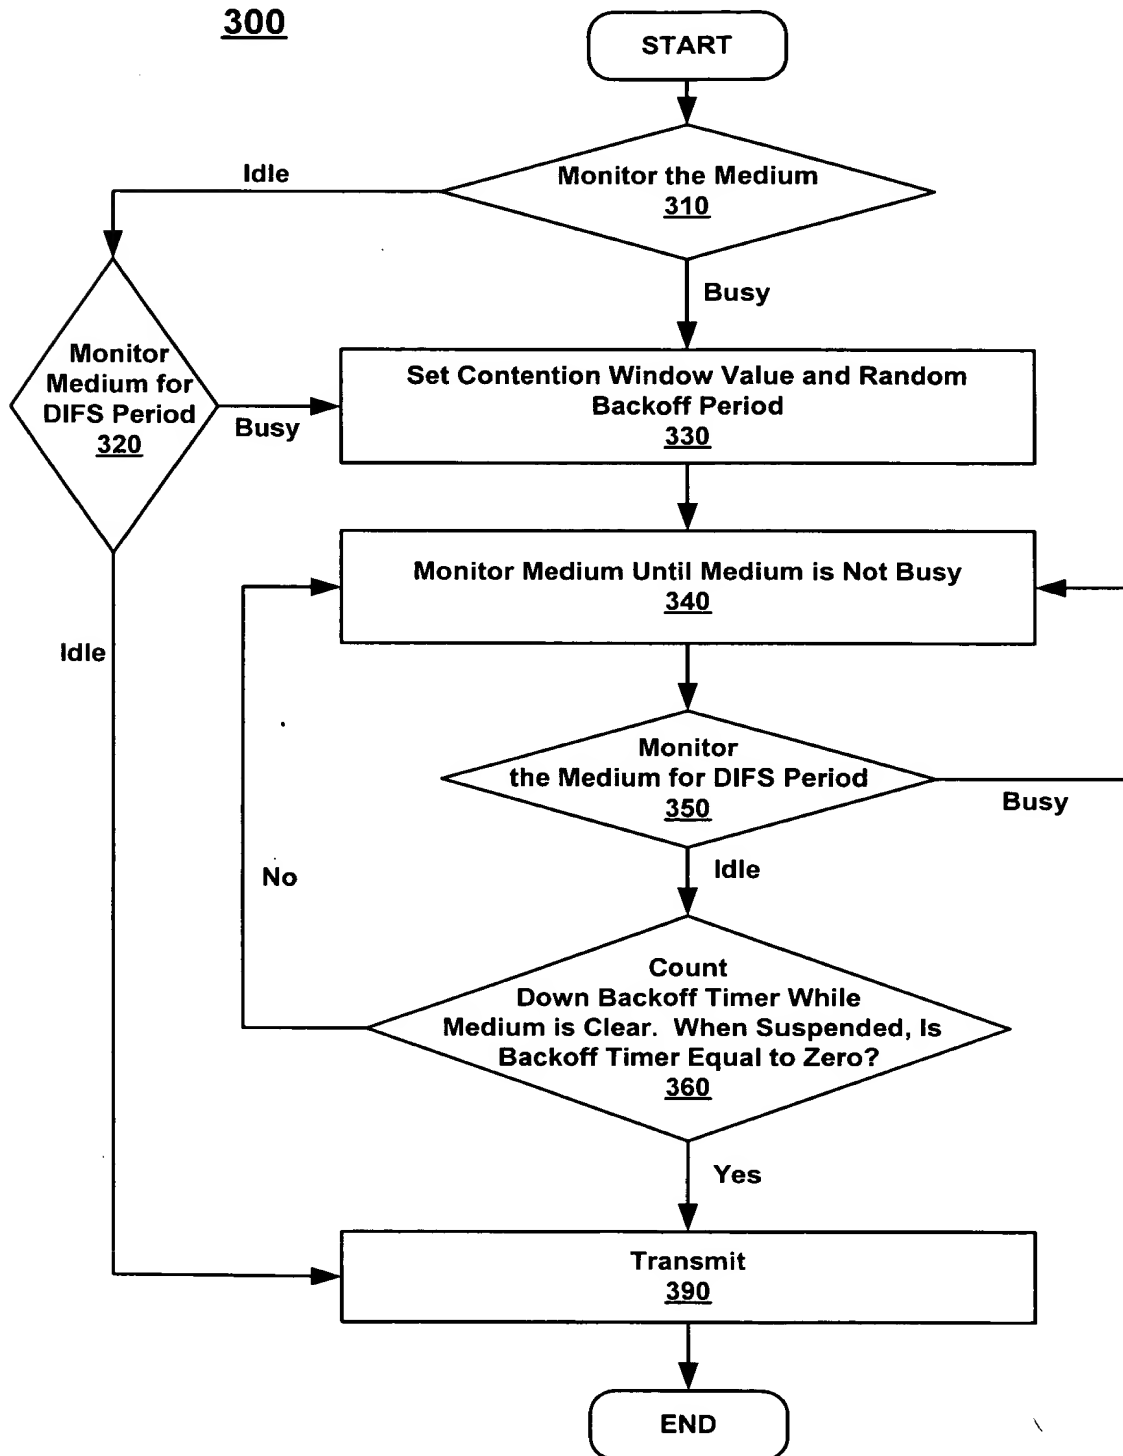 300
START
Idle
Monitor the Medium
310
Busy
Monitor
Medium for
DIFS Period
320
Busy
Set Contention Window Value and Random
Backoff Period
330
Monitor Medium Until Medium is Not Busy
340
Idle
Monitor
the Medium for DIFS Period
350
Busy
Idle
No
Count
Down Backoff Timer While
Medium is Clear. When Suspended, Is
Backoff Timer Equal to Zero?
360
Yes
Transmit
390
END